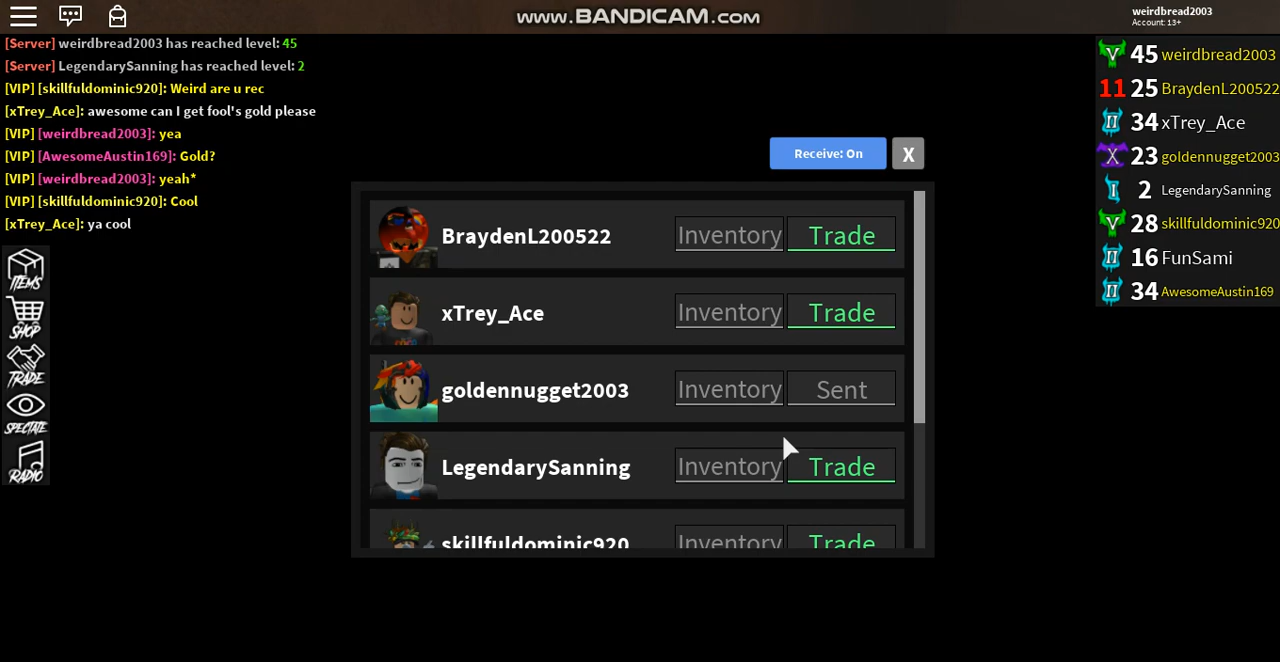 www.BANDICAM.com
weirdbread2003
Account: 13+
[Server] weirdbread2003 has reached level: 45
[Server] LegendarySanning has reached level: 2
[VIP] [skillfuldominic920]: Weird are u rec
[xTrey_Ace]: awesome can I get fool's gold please
[VIP] [weirdbread2003]: yea
[VIP] [AwesomeAustin169]: Gold?
[VIP] [weirdbread2003]: yeah*
[VIP] [skillfuldominic920]: Cool
[xTrey_Ace]: ya cool
ITEMS
SHOP
TRADE
SPECTATE
RADIO
Receive: On X
BraydenL200522 Inventory Trade
xTrey_Ace Inventory Trade
goldennugget2003 Inventory Sent
LegendarySanning Inventory Trade
skillfuldominic920 Inventory Trade
V 45 weirdbread2003
11 25 BraydenL200522
II 34 xTrey_Ace
X 23 goldennugget2003
I 2 LegendarySanning
V 28 skillfuldominic920
II 16 FunSami
II 34 AwesomeAustin169